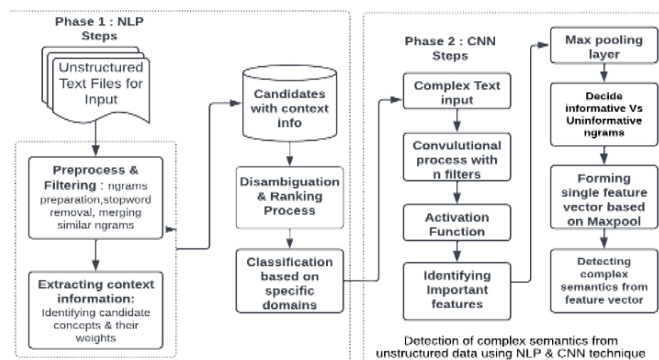 Phase 1 : NLP
Steps
Unstructured
Text Files for
Input
Preprocess &
Filtering : ngrams
preparation,stopword
removal, merging
similar ngrams
Extracting context
information:
Identifying candidate
concepts & their
weights
Candidates
with context
info
Disambiguation
& Ranking
Process
Classification
based on
specific
domains
Phase 2 : CNN
Steps
Complex Text
input
Convulutional
process with
n filters
Activation
Function
Identifying
Important
features
Max pooling
layer
Decide
informative Vs
Uninformative
ngrams
Forming
single feature
vector based
on Maxpool
Detecting
complex
semantics from
feature vector
Detection of complex semantics from
unstructured data using NLP & CNN technique